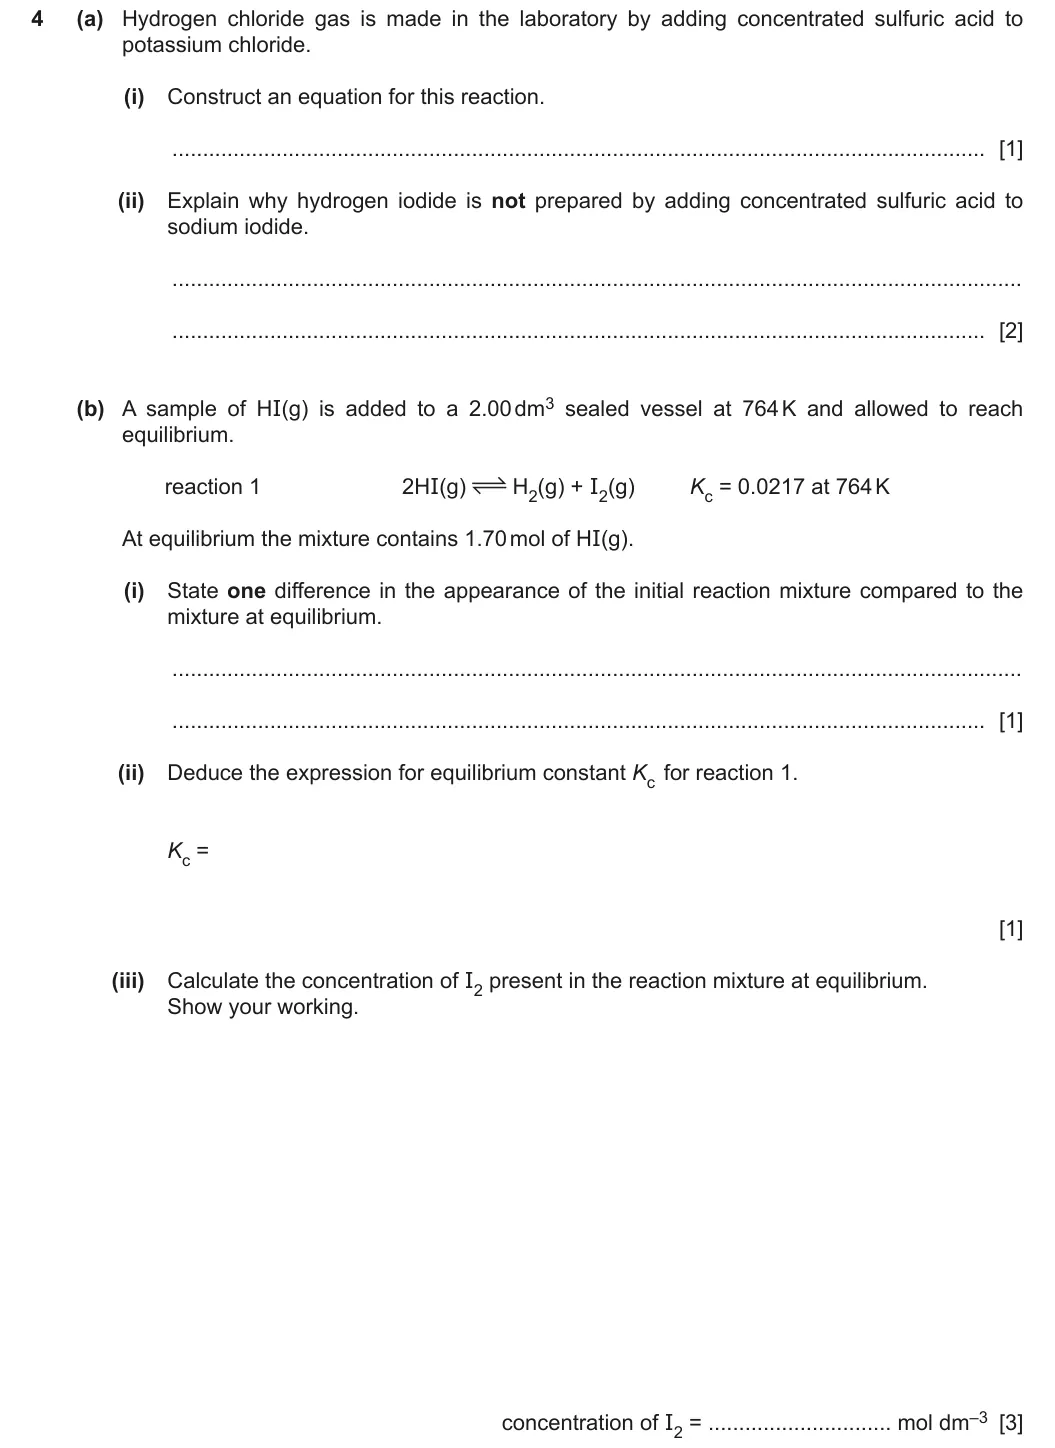 4 (a) Hydrogen chloride gas is made in the laboratory by adding concentrated sulfuric acid to
potassium chloride.
(i) Construct an equation for this reaction.
.......................................................................................................................................... [1]
(ii) Explain why hydrogen iodide is not prepared by adding concentrated sulfuric acid to
sodium iodide.
................................................................................................................................................
.......................................................................................................................................... [2]
(b) A sample of HI(g) is added to a 2.00 dm³ sealed vessel at 764 K and allowed to reach
equilibrium.
reaction 1 2HI(g) ⇌ H₂(g) + I₂(g) K꜀ = 0.0217 at 764 K
At equilibrium the mixture contains 1.70 mol of HI(g).
(i) State one difference in the appearance of the initial reaction mixture compared to the
mixture at equilibrium.
................................................................................................................................................
.......................................................................................................................................... [1]
(ii) Deduce the expression for equilibrium constant K꜀ for reaction 1.
K꜀ =
[1]
(iii) Calculate the concentration of I₂ present in the reaction mixture at equilibrium.
Show your working.
concentration of I₂ = .............................. mol dm⁻³ [3]